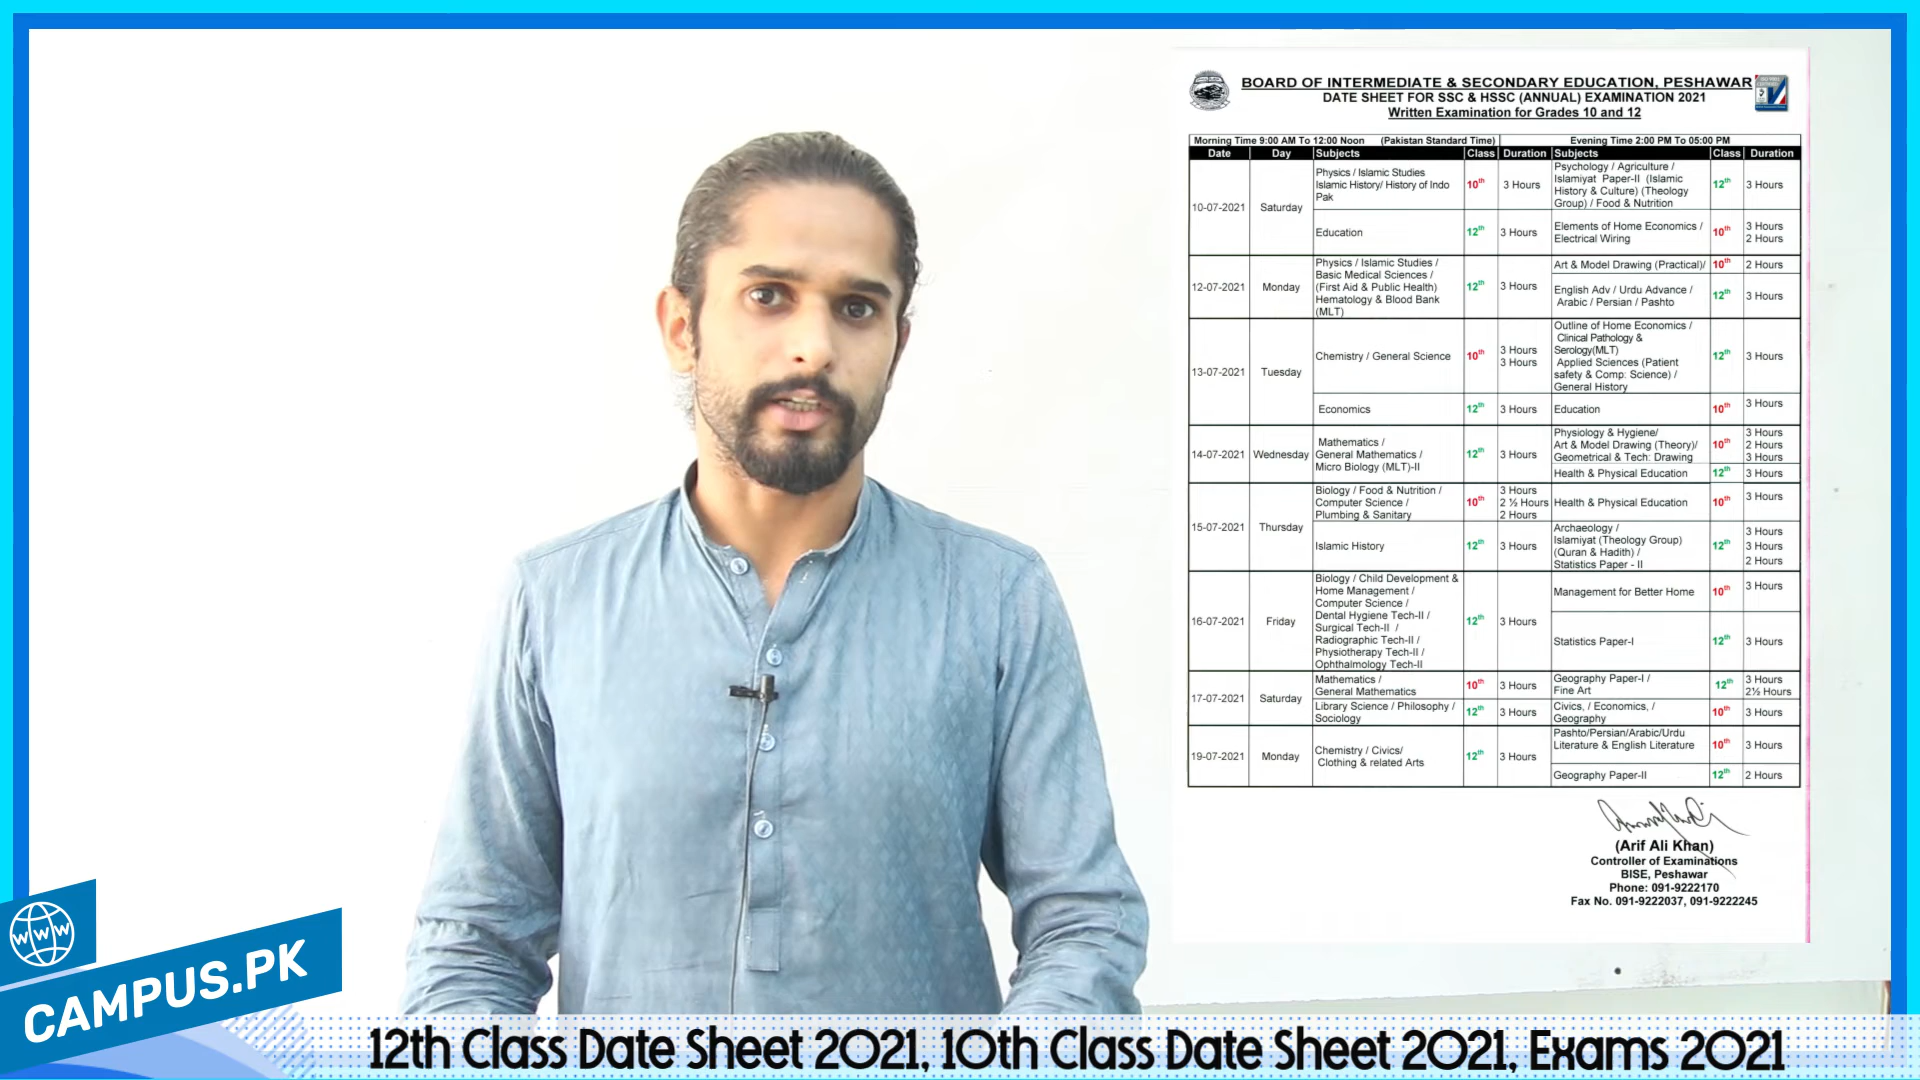 BOARD OF INTERMEDIATE & SECONDARY EDUCATION, PESHAWAR
DATE SHEET FOR SSC & HSSC (ANNUAL) EXAMINATION 2021
Written Examination for Grades 10 and 12
Morning Time 9:00 AM To 12:00 Noon (Pakistan Standard Time) Evening Time 2:00 PM To 05:00 PM
Date Day Subjects Class Duration Subjects Class Duration
10-07-2021 Saturday
Physics / Islamic Studies
Islamic History/ History of Indo
Pak
10th 3 Hours
Psychology / Agriculture /
Islamiyat Paper-II (Islamic
History & Culture) (Theology
Group) / Food & Nutrition
12th 3 Hours
Education 12th 3 Hours
Elements of Home Economics /
Electrical Wiring
10th
3 Hours
2 Hours
12-07-2021 Monday
Physics / Islamic Studies /
Basic Medical Sciences /
(First Aid & Public Health)
Hematology & Blood Bank
(MLT)
12th 3 Hours
Art & Model Drawing (Practical)/ 10th 2 Hours
English Adv / Urdu Advance /
Arabic / Persian / Pashto
12th 3 Hours
13-07-2021 Tuesday
Chemistry / General Science 10th
3 Hours
3 Hours
Outline of Home Economics /
Clinical Pathology &
Serology(MLT)
Applied Sciences (Patient
safety & Comp: Science) /
General History
12th 3 Hours
Economics 12th 3 Hours Education 10th 3 Hours
14-07-2021 Wednesday
Mathematics /
General Mathematics /
Micro Biology (MLT)-II
12th 3 Hours
Physiology & Hygiene/
Art & Model Drawing (Theory)/
Geometrical & Tech: Drawing
10th
3 Hours
2 Hours
3 Hours
Health & Physical Education 12th 3 Hours
15-07-2021 Thursday
Biology / Food & Nutrition /
Computer Science /
Plumbing & Sanitary
10th
3 Hours
2 ½ Hours
2 Hours
Health & Physical Education 10th 3 Hours
Islamic History 12th 3 Hours
Archaeology /
Islamiyat (Theology Group)
(Quran & Hadith) /
Statistics Paper - II
12th
3 Hours
3 Hours
2 Hours
16-07-2021 Friday
Biology / Child Development &
Home Management /
Computer Science /
Dental Hygiene Tech-II /
Surgical Tech-II /
Radiographic Tech-II /
Physiotherapy Tech-II /
Ophthalmology Tech-II
12th 3 Hours
Management for Better Home 10th 3 Hours
Statistics Paper-I 12th 3 Hours
17-07-2021 Saturday
Mathematics /
General Mathematics
10th 3 Hours
Geography Paper-I /
Fine Art
12th
3 Hours
2½ Hours
Library Science / Philosophy /
Sociology
12th 3 Hours
Civics, / Economics, /
Geography
10th 3 Hours
19-07-2021 Monday
Chemistry / Civics/
Clothing & related Arts
12th 3 Hours
Pashto/Persian/Arabic/Urdu
Literature & English Literature
10th 3 Hours
Geography Paper-II 12th 2 Hours
(Arif Ali Khan)
Controller of Examinations
BISE, Peshawar
Phone: 091-9222170
Fax No. 091-9222037, 091-9222245
WWW
CAMPUS.PK
12th Class Date Sheet 2021, 10th Class Date Sheet 2021, Exams 2021